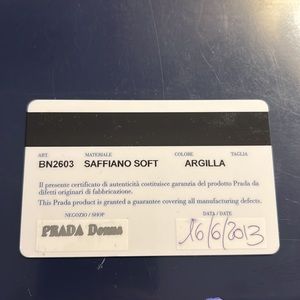 ART. MATERIALE COLORE TAGLIA
BN2603 SAFFIANO SOFT ARGILLA
Il presente certificato di autenticità costituisce garanzia del prodotto Prada da
difetti originari di fabbricazione.
This Prada product is granted a guarantee covering all manufacturing defects.
NEGOZIO / SHOP DATA / DATE
PRADA Donna 16/6/2013